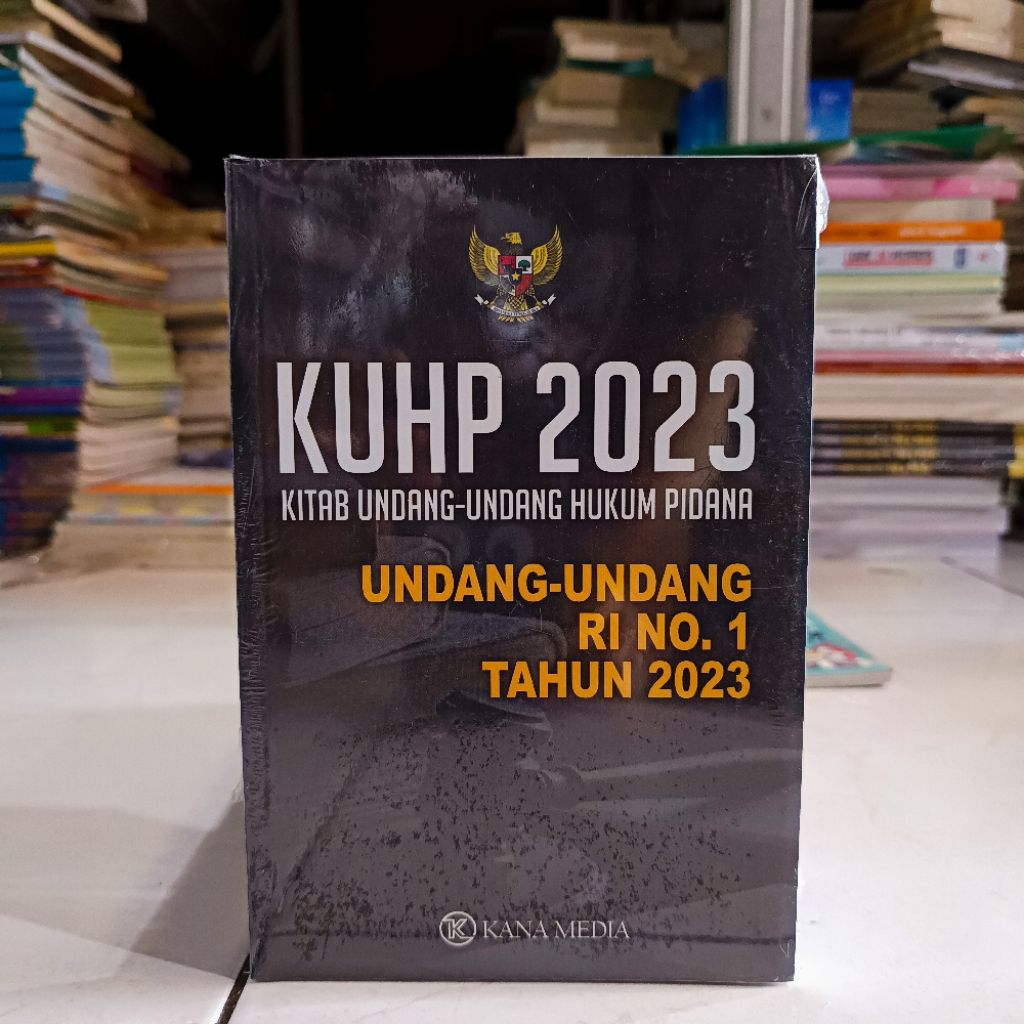 KUHP 2023
KITAB UNDANG-UNDANG HUKUM PIDANA
UNDANG-UNDANG
RI NO. 1
TAHUN 2023
KANA MEDIA